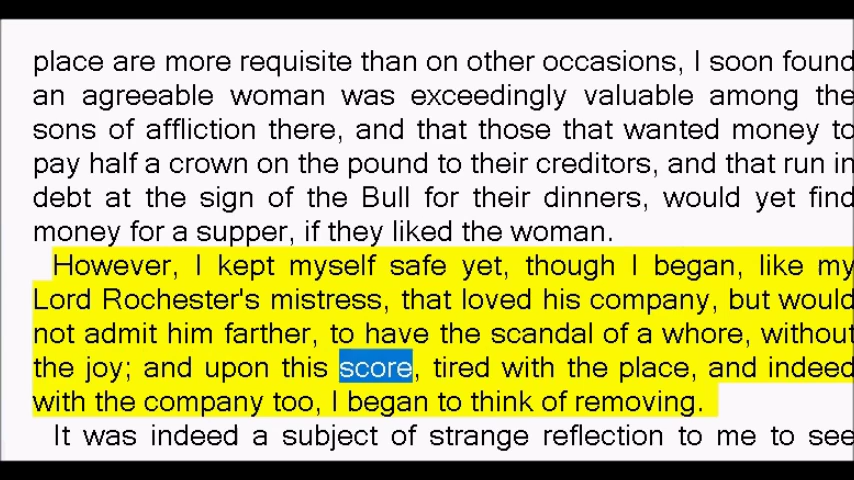 place are more requisite than on other occasions, I soon found
an agreeable woman was exceedingly valuable among the
sons of affliction there, and that those that wanted money to
pay half a crown on the pound to their creditors, and that run in
debt at the sign of the Bull for their dinners, would yet find
money for a supper, if they liked the woman.
However, I kept myself safe yet, though I began, like my
Lord Rochester's mistress, that loved his company, but would
not admit him farther, to have the scandal of a whore, without
the joy; and upon this score, tired with the place, and indeed
with the company too, I began to think of removing.
It was indeed a subject of strange reflection to me to see